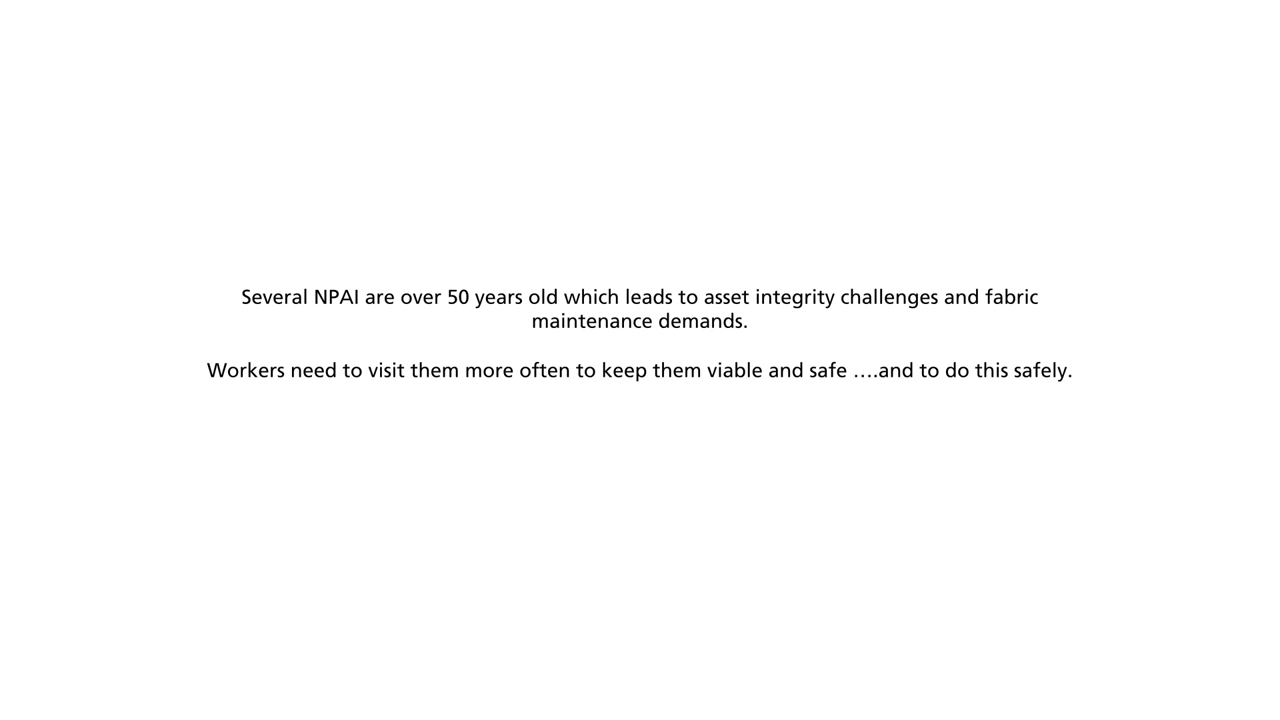 Several NPAI are over 50 years old which leads to asset integrity challenges and fabric
maintenance demands.
Workers need to visit them more often to keep them viable and safe ….and to do this safely.